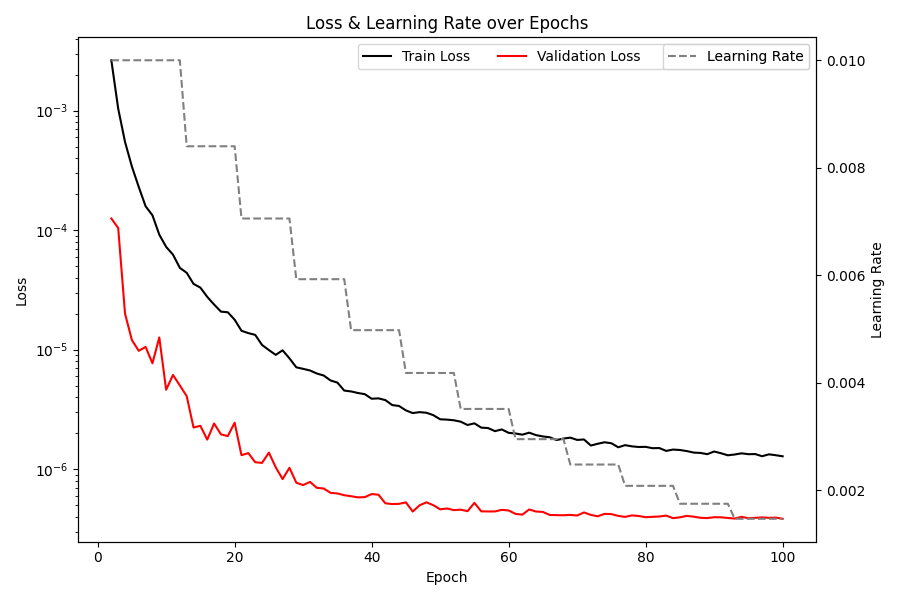 Loss & Learning Rate over Epochs
Train Loss
Validation Loss
Learning Rate
10⁻³
10⁻⁴
10⁻⁵
10⁻⁶
Loss
0.010
0.008
0.006
0.004
0.002
Learning Rate
0
20
40
60
80
100
Epoch